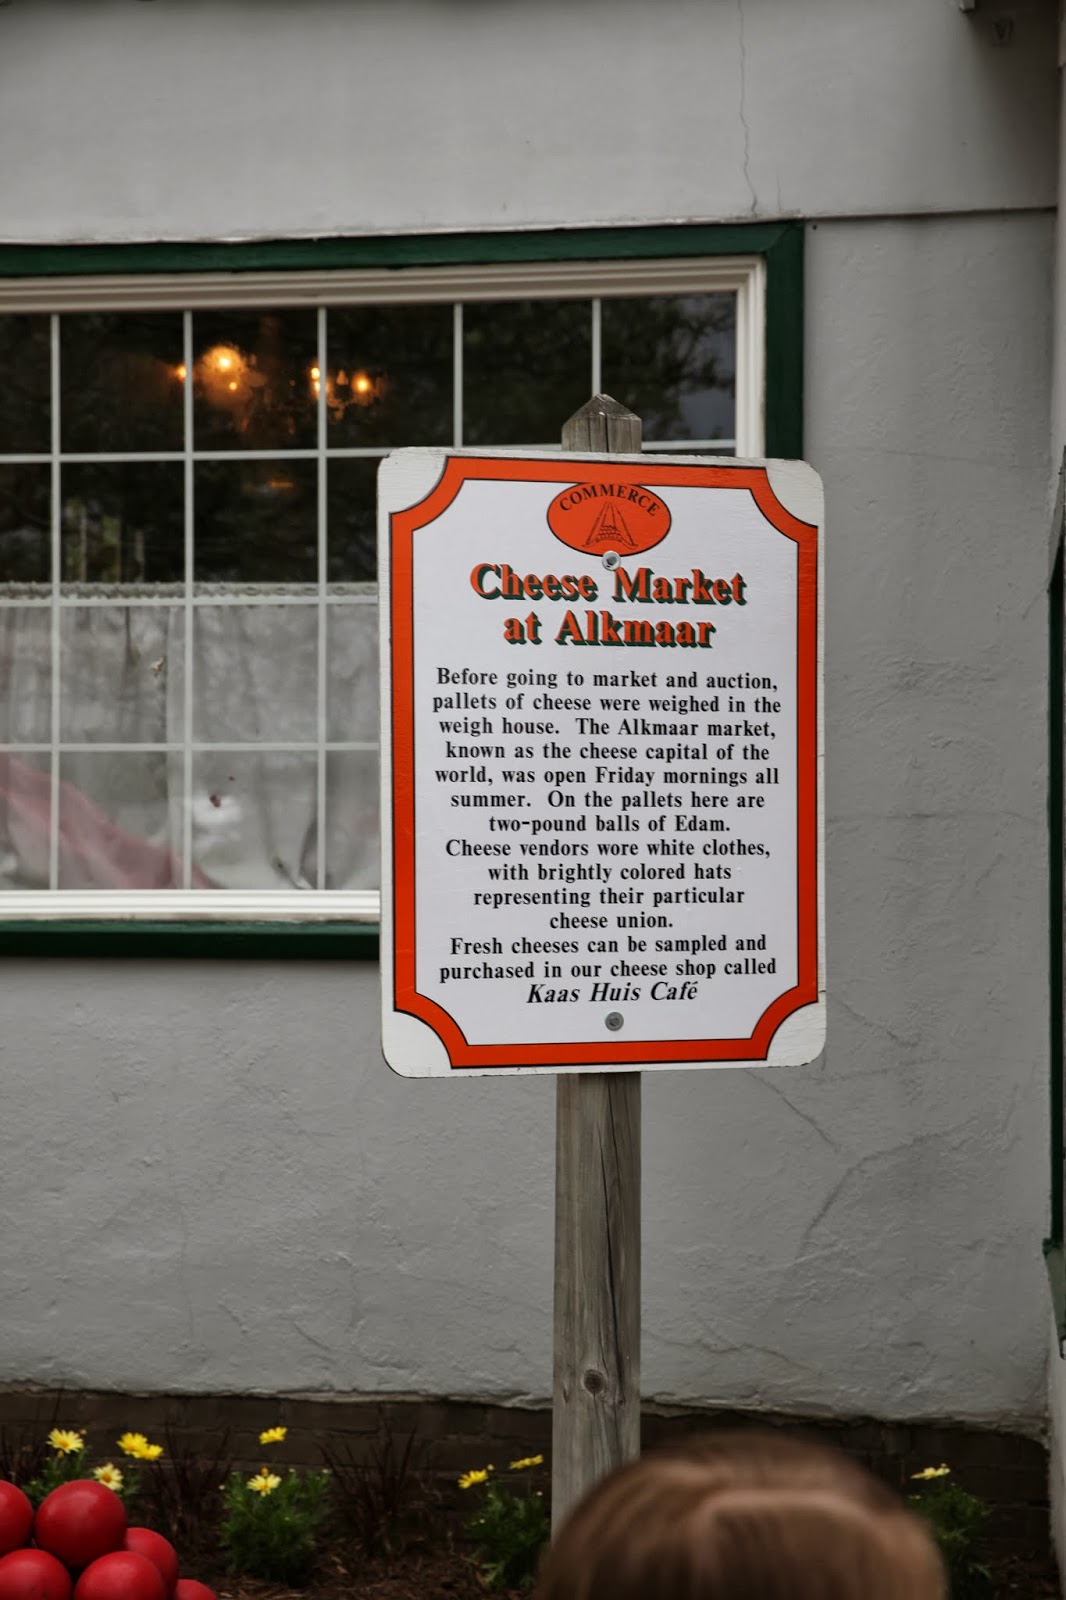 COMMERCE
Cheese Market
at Alkmaar
Before going to market and auction,
pallets of cheese were weighed in the
weigh house.  The Alkmaar market,
known as the cheese capital of the
world, was open Friday mornings all
summer.  On the pallets here are
two-pound balls of Edam.
Cheese vendors wore white clothes,
with brightly colored hats
representing their particular
cheese union.
Fresh cheeses can be sampled and
purchased in our cheese shop called
Kaas Huis Café